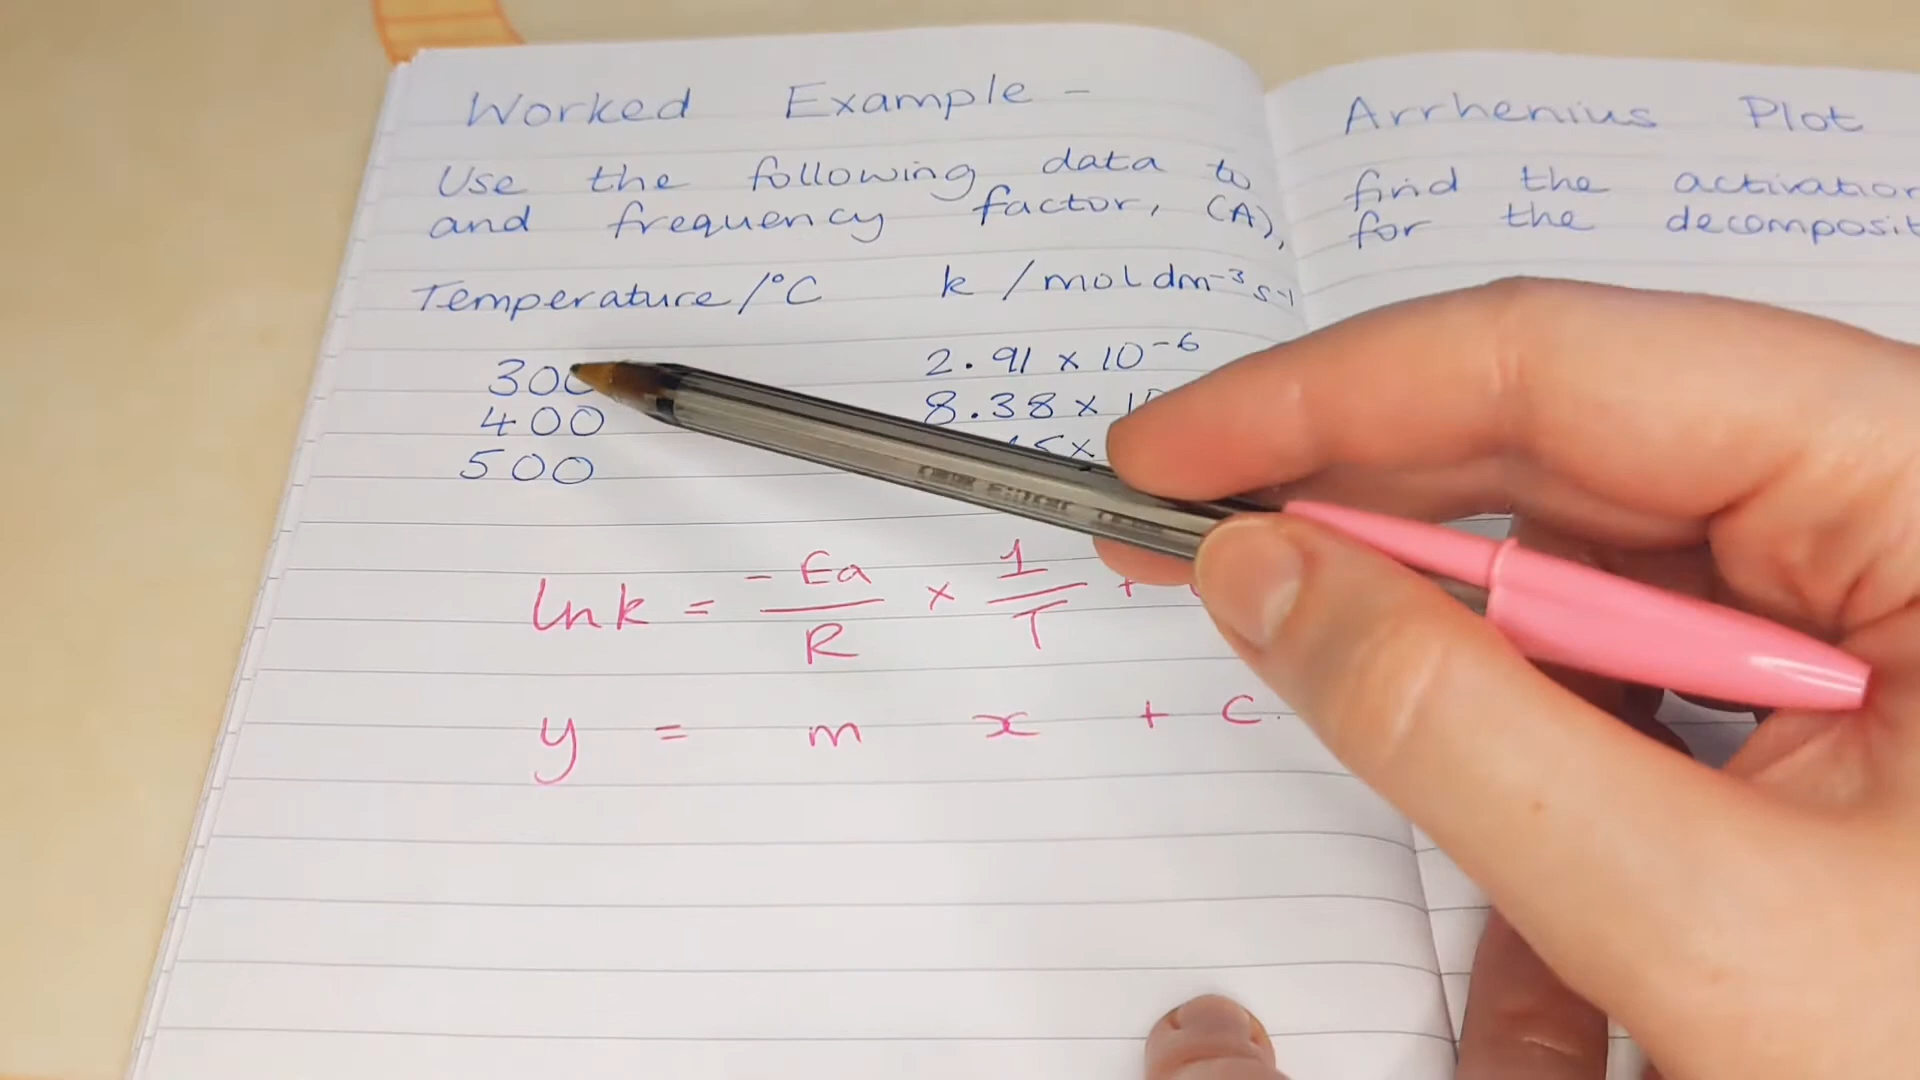 Worked Example - Arrhenius Plot
Use the following data to find the activation
and frequency factor, (A), for the decomposit
Temperature /°C k / mol dm⁻³ s⁻¹
300 2.91 x 10⁻⁶
400 8.38 x
500
ln k = - Ea / R x 1 / T +
y = m x + c.